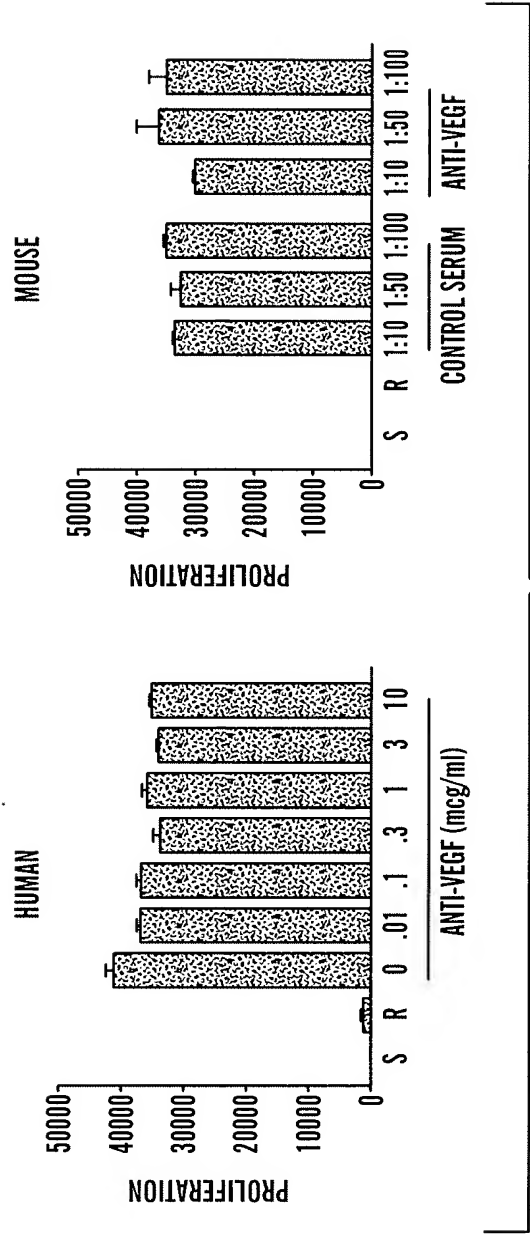 HUMAN
PROLIFERATION
50000
40000
30000
20000
10000
0
S R 0 .01 .1 .3 1 3 10
ANTI-VEGF (mcg/ml)
MOUSE
PROLIFERATION
50000
40000
30000
20000
10000
0
S R 1:10 1:50 1:100 1:10 1:50 1:100
CONTROL SERUM ANTI-VEGF